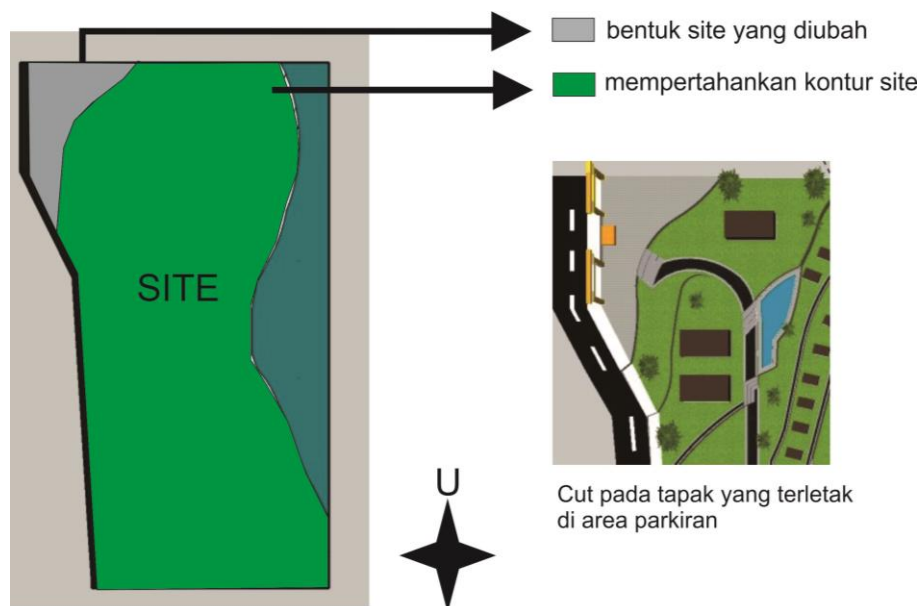 bentuk site yang diubah
mempertahankan kontur site
SITE
U
Cut pada tapak yang terletak
di area parkiran